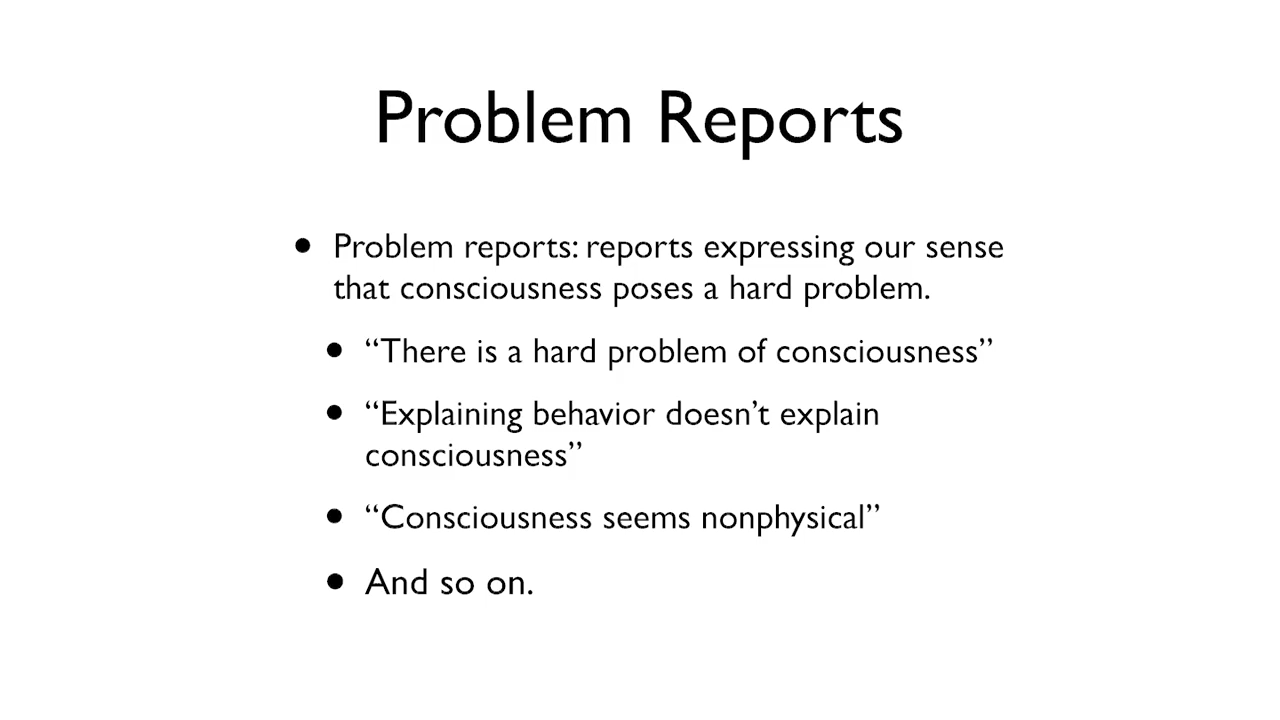 Problem Reports
• Problem reports: reports expressing our sense
that consciousness poses a hard problem.
• “There is a hard problem of consciousness”
• “Explaining behavior doesn’t explain
consciousness”
• “Consciousness seems nonphysical”
• And so on.